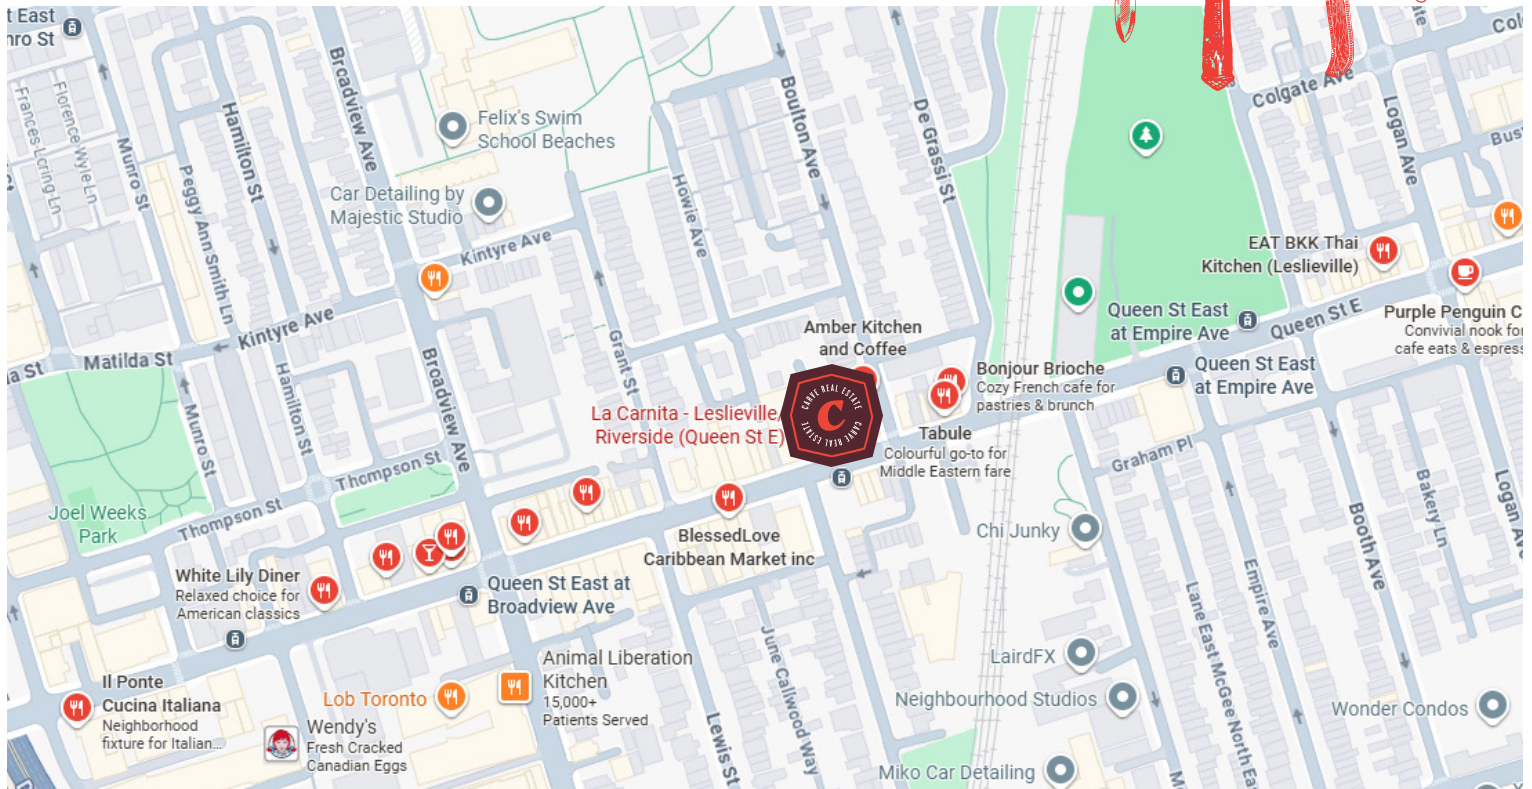 t East
nro St
Frances Loring Ln
Florence Wyle Ln
Munro St
Hamilton St
Peggy Ann Smith Ln
Broadview Ave
Felix's Swim
School Beaches
Car Detailing by
Majestic Studio
Kintyre Ave
Howie Ave
Boulton Ave
De Grassi St
Colgate Ave
Logan Ave
EAT BKK Thai
Kitchen (Leslieville)
Queen St East
at Empire Ave
Queen St E
Purple Penguin C
Convivial nook for
cafe eats & espress
Queen St East
at Empire Ave
Kintyre Ave
Matilda St
a St
Hamilton St
Munro St
Broadview Ave
Grant St
Amber Kitchen
and Coffee
Bonjour Brioche
Cozy French cafe for
pastries & brunch
La Carnita - Leslieville/
Riverside (Queen St E)
CARVE REAL ESTATE
C
CARVE REAL ESTATE
Tabule
Colourful go-to for
Middle Eastern fare
Graham Pl
Thompson St
Thompson St
Joel Weeks
Park
BlessedLove
Caribbean Market inc
Chi Junky
Booth Ave
Bakery Ln
Logan Ave
White Lily Diner
Relaxed choice for
American classics
Queen St East at
Broadview Ave
Empire Ave
Lane East McGee North Ea
June Callwood Way
Lewis St
Il Ponte
Cucina Italiana
Neighborhood
fixture for Italian...
Lob Toronto
Wendy's
Fresh Cracked
Canadian Eggs
Animal Liberation
Kitchen
15,000+
Patients Served
LairdFX
Neighbourhood Studios
Wonder Condos
Miko Car Detailing